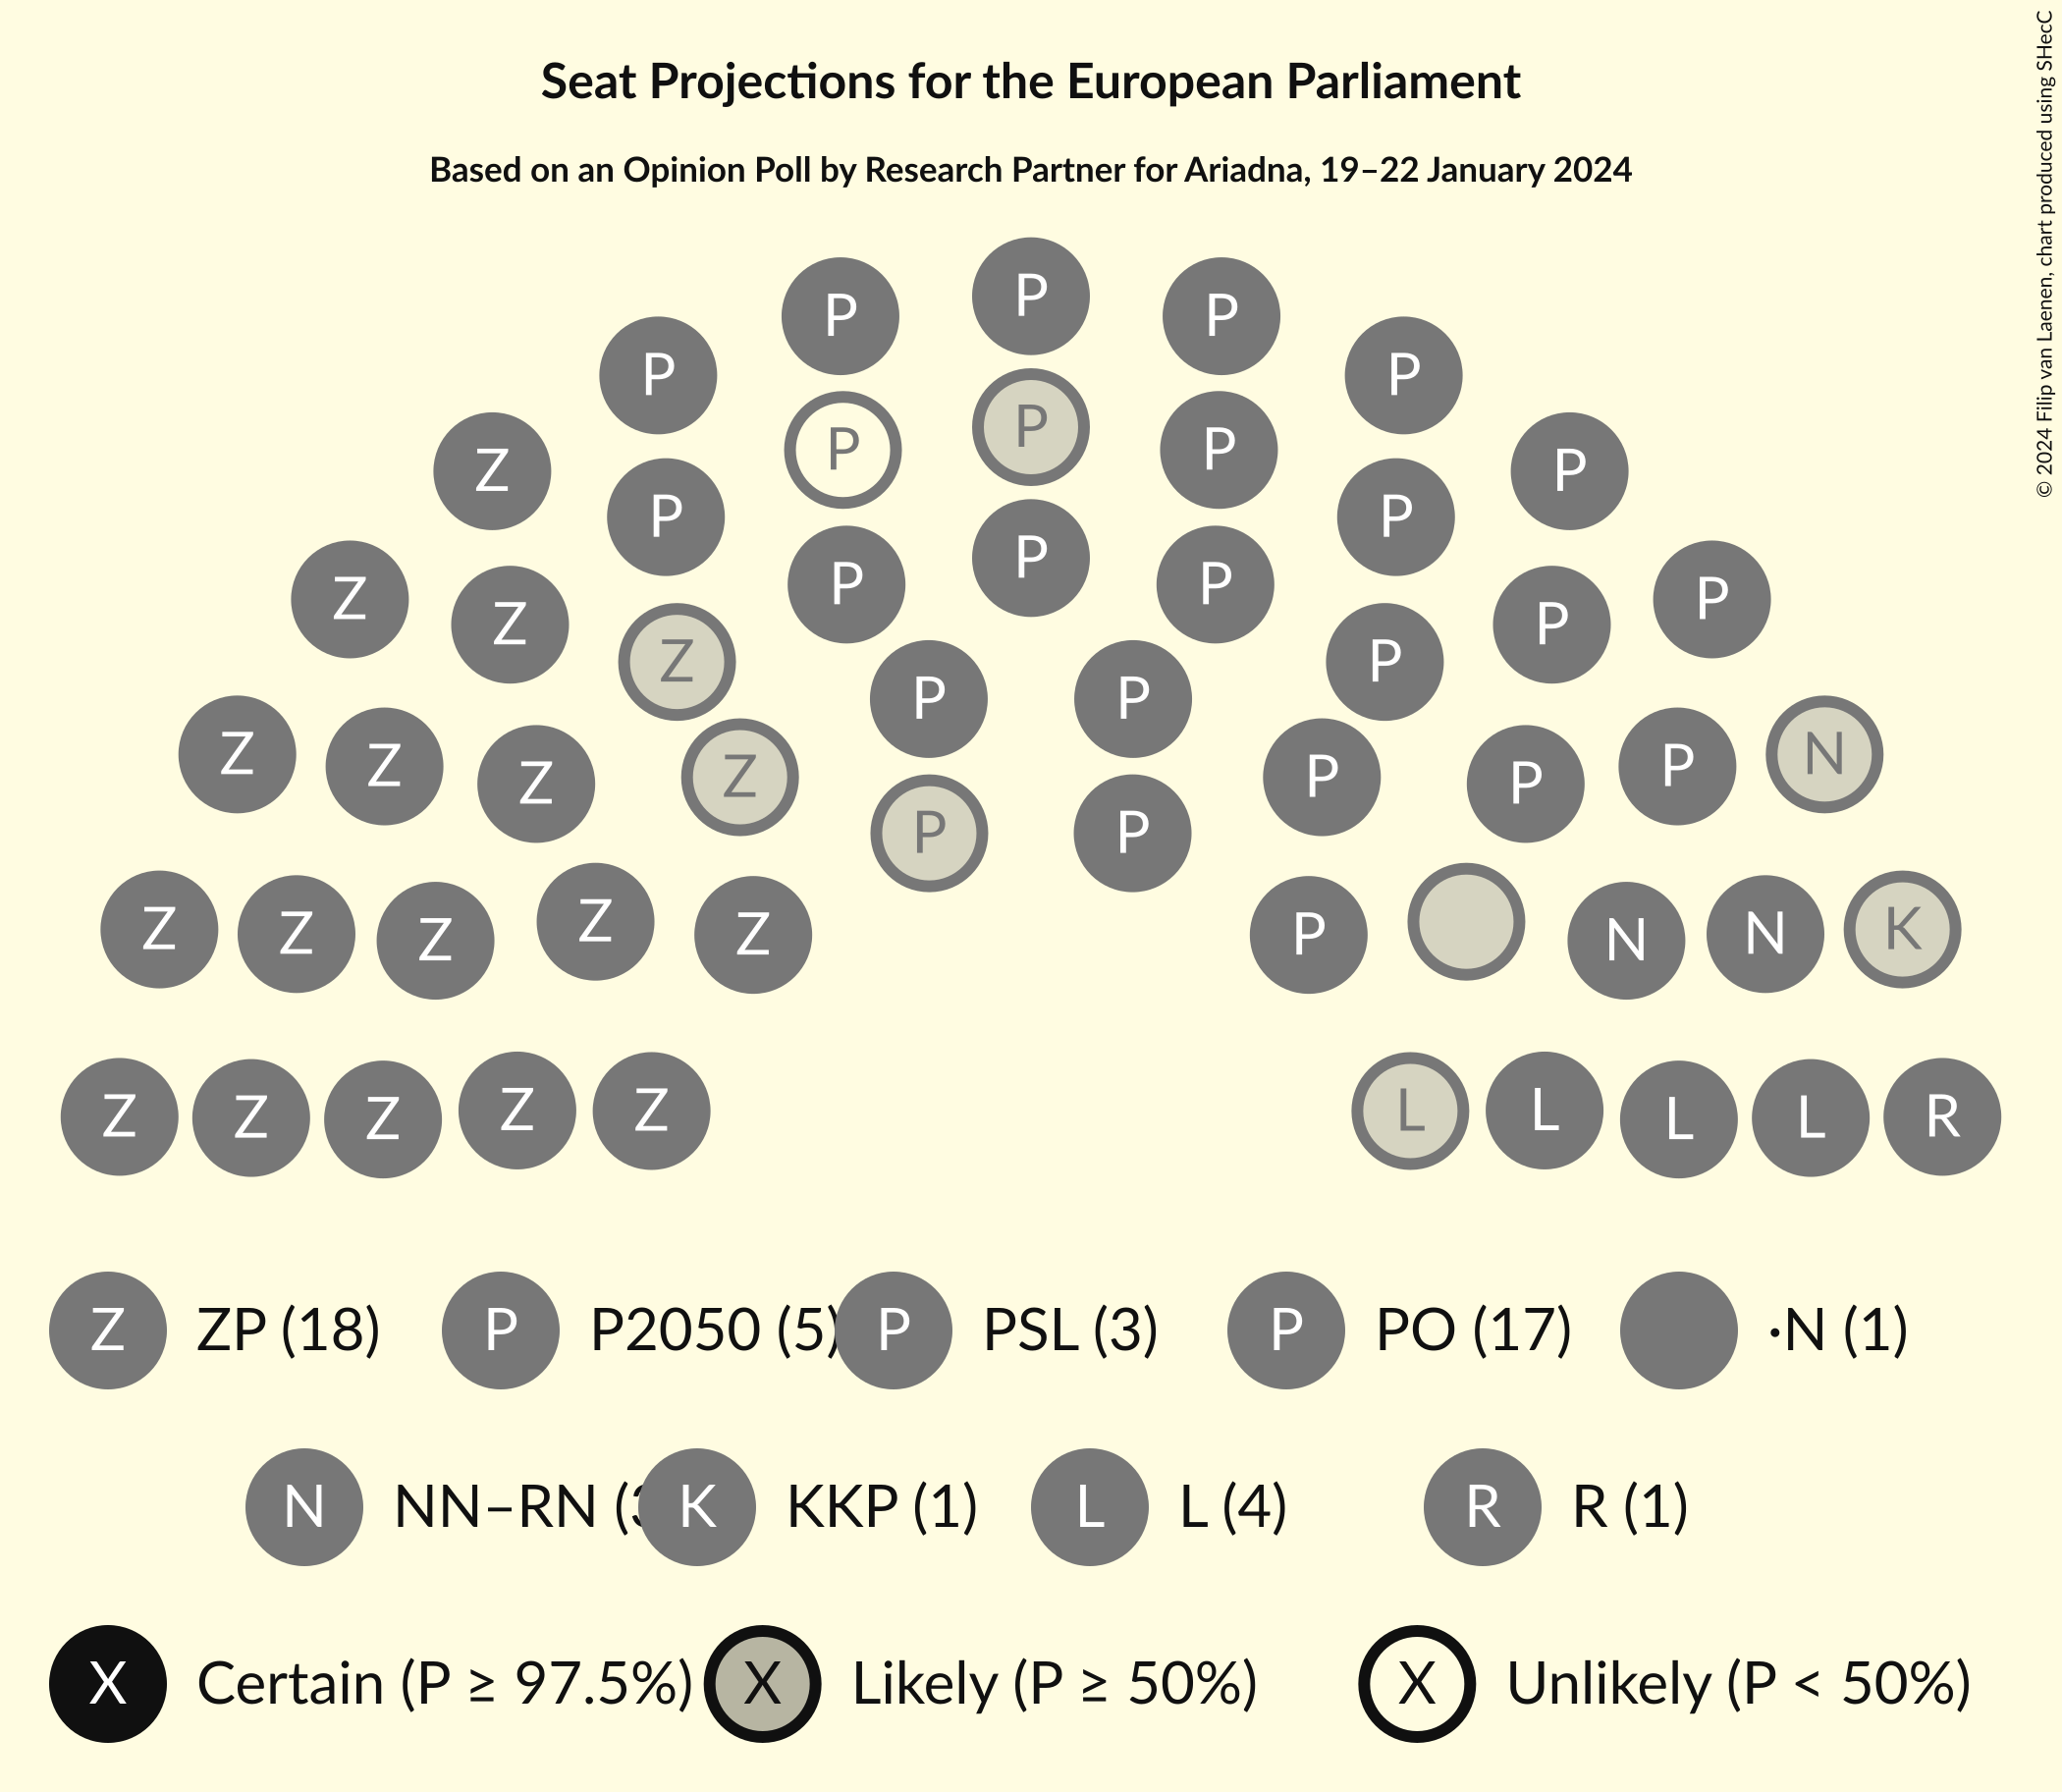 Seat Projections for the European Parliament
Based on an Opinion Poll by Research Partner for Ariadna, 19–22 January 2024
© 2024 Filip van Laenen, chart produced using SHecC
P P P
P P
P P P
Z P P P P
P P P
Z Z P P
Z P P
P P
Z Z Z Z P P P N
P P
Z Z Z Z Z P N N K
Z Z Z Z Z L L L L R
Z ZP (18) P P2050 (5) P PSL (3) P PO (17) ·N (1)
N NN–RN ( K KKP (1) L L (4) R R (1)
X Certain (P ≥ 97.5%) X Likely (P ≥ 50%) X Unlikely (P < 50%)